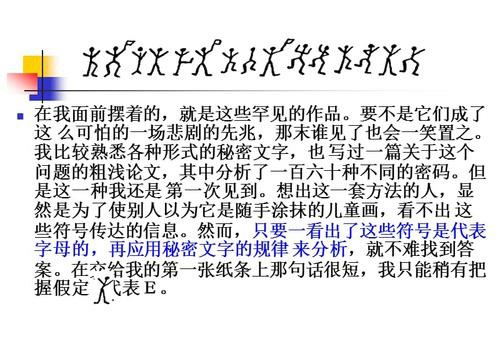 在我面前摆着的，就是这些罕见的作品。要不是它们成了
这 么可怕的一场悲剧的先兆，那末谁见了也会一笑置之。
我比较熟悉各种形式的秘密文字，也 写过一篇关于这个
问题的粗浅论文，其中分析了一百六十种不同的密码。但
是这一种我还是 第一次见到。想出这一套方法的人，显
然是为了使别人以为它是随手涂抹的儿童画，看不出 这
些符号传达的信息。然而，只要一看出了这些符号是代表
字母的，再应用秘密文字的规律 来分析，就不难找到答
案。在交给我的第一张纸条上那句话很短，我只能稍有把
握假定 代表Ｅ。